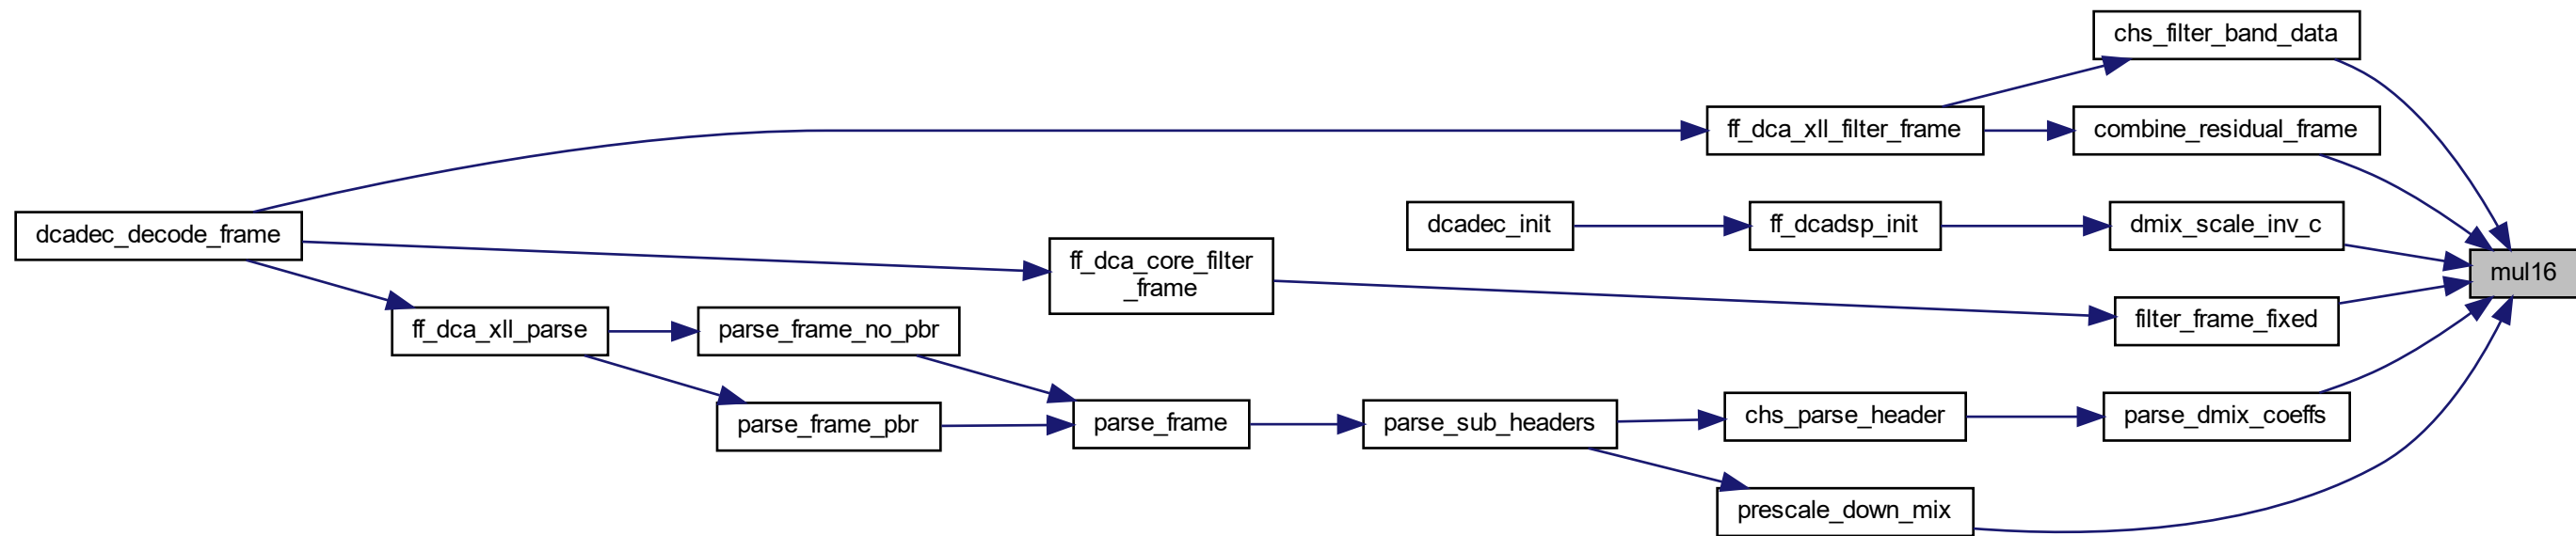 chs_filter_band_data
ff_dca_xll_filter_frame
combine_residual_frame
dcadec_decode_frame
dcadec_init
ff_dcadsp_init
dmix_scale_inv_c
ff_dca_core_filter
_frame
mul16
ff_dca_xll_parse
parse_frame_no_pbr
filter_frame_fixed
parse_frame_pbr
parse_frame
parse_sub_headers
chs_parse_header
parse_dmix_coeffs
prescale_down_mix